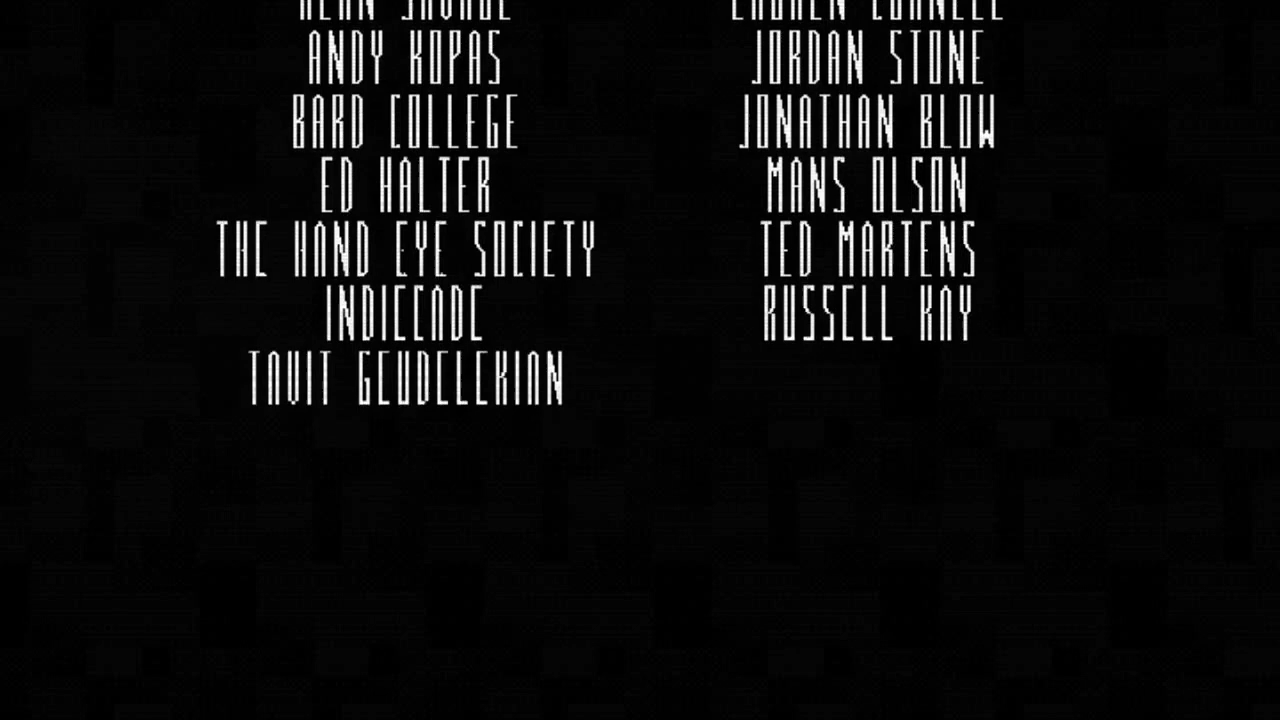 ANDY KOPAS
BARD COLLEGE
ED HALTER
THE HAND EYE SOCIETY
INDIECADE
TAVIT GEUDELEKIAN
JORDAN STONE
JONATHAN BLOW
MANS OLSON
TED MARTENS
RUSSELL KAY